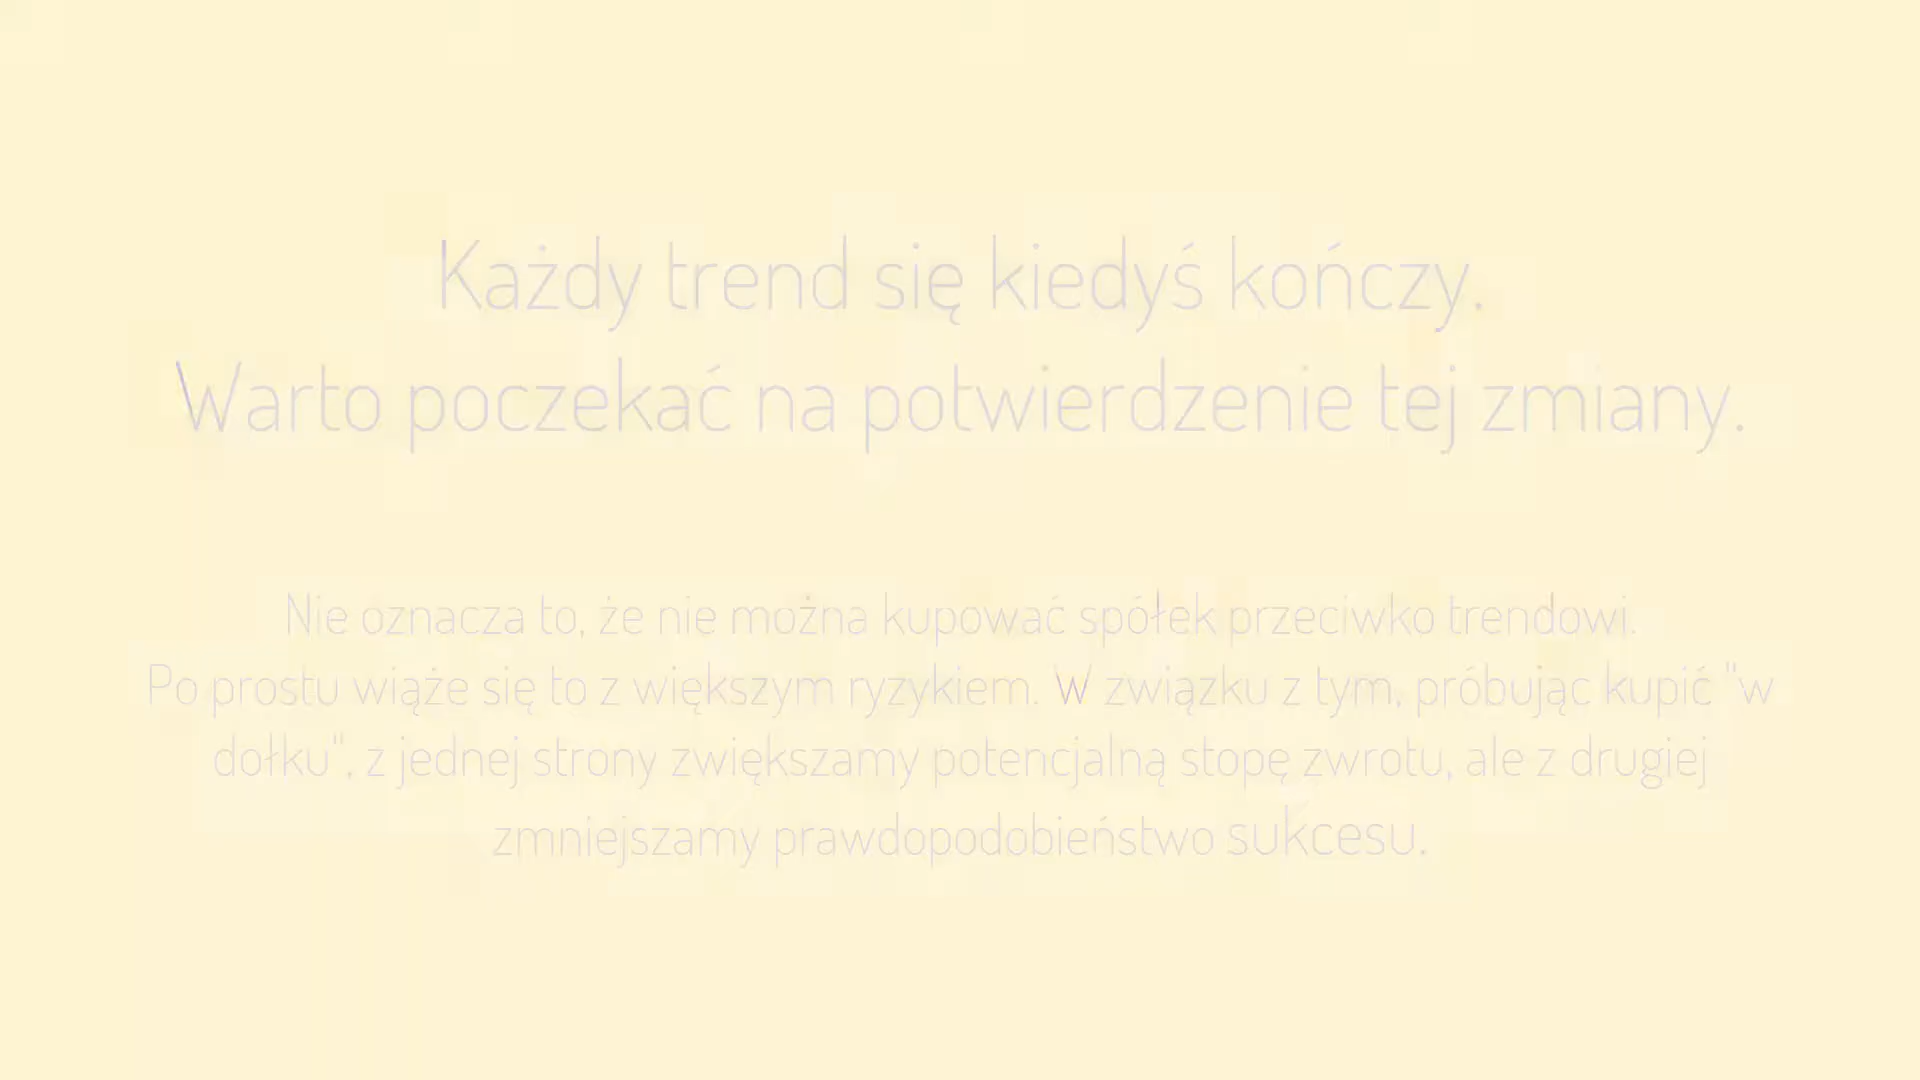 Każdy trend się kiedyś kończy.
Warto poczekać na potwierdzenie tej zmiany.
Nie oznacza to, że nie można kupować spółek przeciwko trendowi.
Po prostu wiąże się to z większym ryzykiem. W związku z tym, próbując kupić "w
dołku", z jednej strony zwiększamy potencjalną stopę zwrotu, ale z drugiej
zmniejszamy prawdopodobieństwo sukcesu.